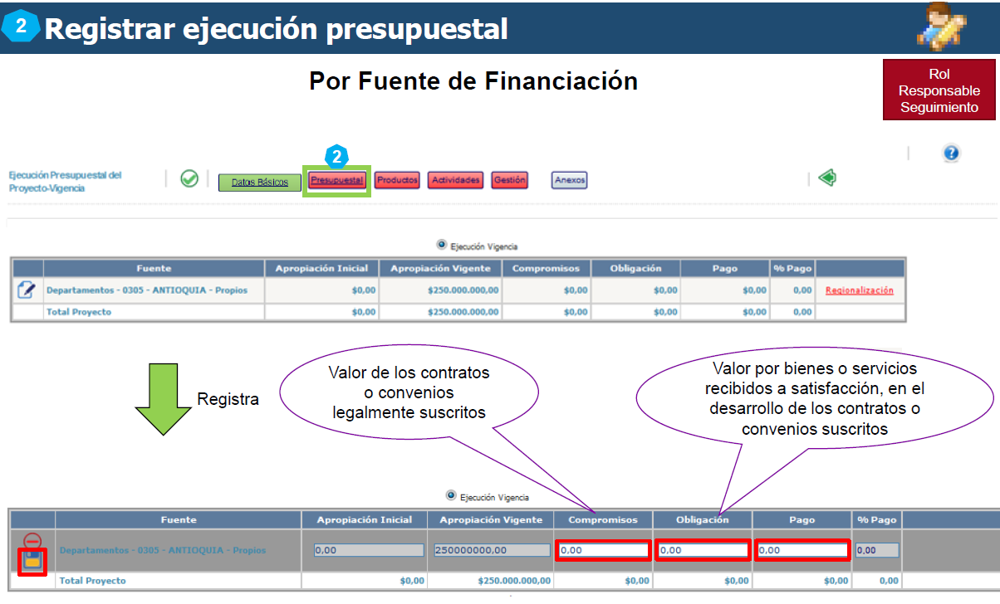 2 Registrar ejecución presupuestal
Por Fuente de Financiación
Rol
Responsable
Seguimiento
?
2
Ejecución Presupuestal del
Proyecto-Vigencia
Datos Básicos Presupuestal Productos Actividades Gestión Anexos
Ejecución Vigencia
Fuente Apropiación Inicial Apropiación Vigente Compromisos Obligación Pago % Pago
Departamentos - 0305 - ANTIOQUIA - Propios $0,00 $250.000.000,00 $0,00 $0,00 $0,00 0,00 Regionalización
Total Proyecto $0,00 $250.000.000,00 $0,00 $0,00 $0,00 0,00
Registra
Valor de los contratos
o convenios
legalmente suscritos
Valor por bienes o servicios
recibidos a satisfacción, en el
desarrollo de los contratos o
convenios suscritos
Ejecución Vigencia
Fuente Apropiación Inicial Apropiación Vigente Compromisos Obligación Pago % Pago
Departamentos - 0305 - ANTIOQUIA - Propios 0,00 250000000,00 0,00 0,00 0,00 0,00
Total Proyecto $0,00 $250.000.000,00 $0,00 $0,00 $0,00 0,00